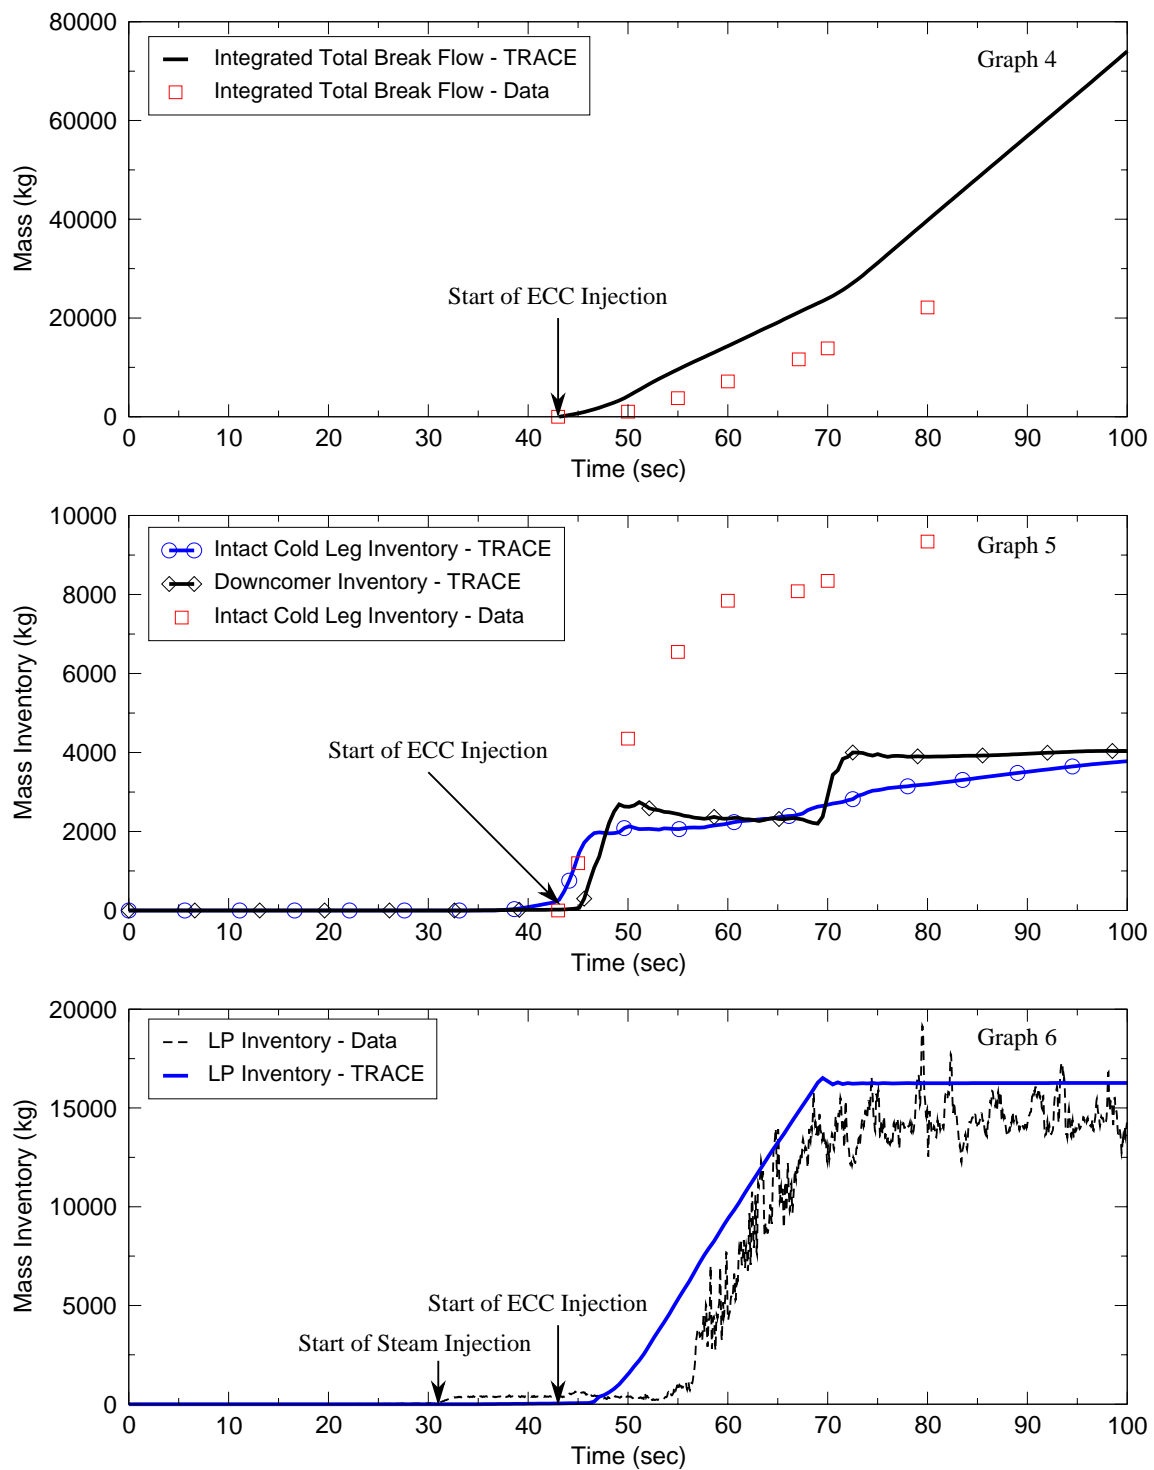 80000
60000
40000
20000
0
Mass (kg)
Integrated Total Break Flow - TRACE
Integrated Total Break Flow - Data
Graph 4
Start of ECC Injection
0 10 20 30 40 50 60 70 80 90 100
Time (sec)
10000
8000
6000
4000
2000
0
Mass Inventory (kg)
Intact Cold Leg Inventory - TRACE
Downcomer Inventory - TRACE
Intact Cold Leg Inventory - Data
Graph 5
Start of ECC Injection
0 10 20 30 40 50 60 70 80 90 100
Time (sec)
20000
15000
10000
5000
0
Mass Inventory (kg)
LP Inventory - Data
LP Inventory - TRACE
Graph 6
Start of ECC Injection
Start of Steam Injection
0 10 20 30 40 50 60 70 80 90 100
Time (sec)